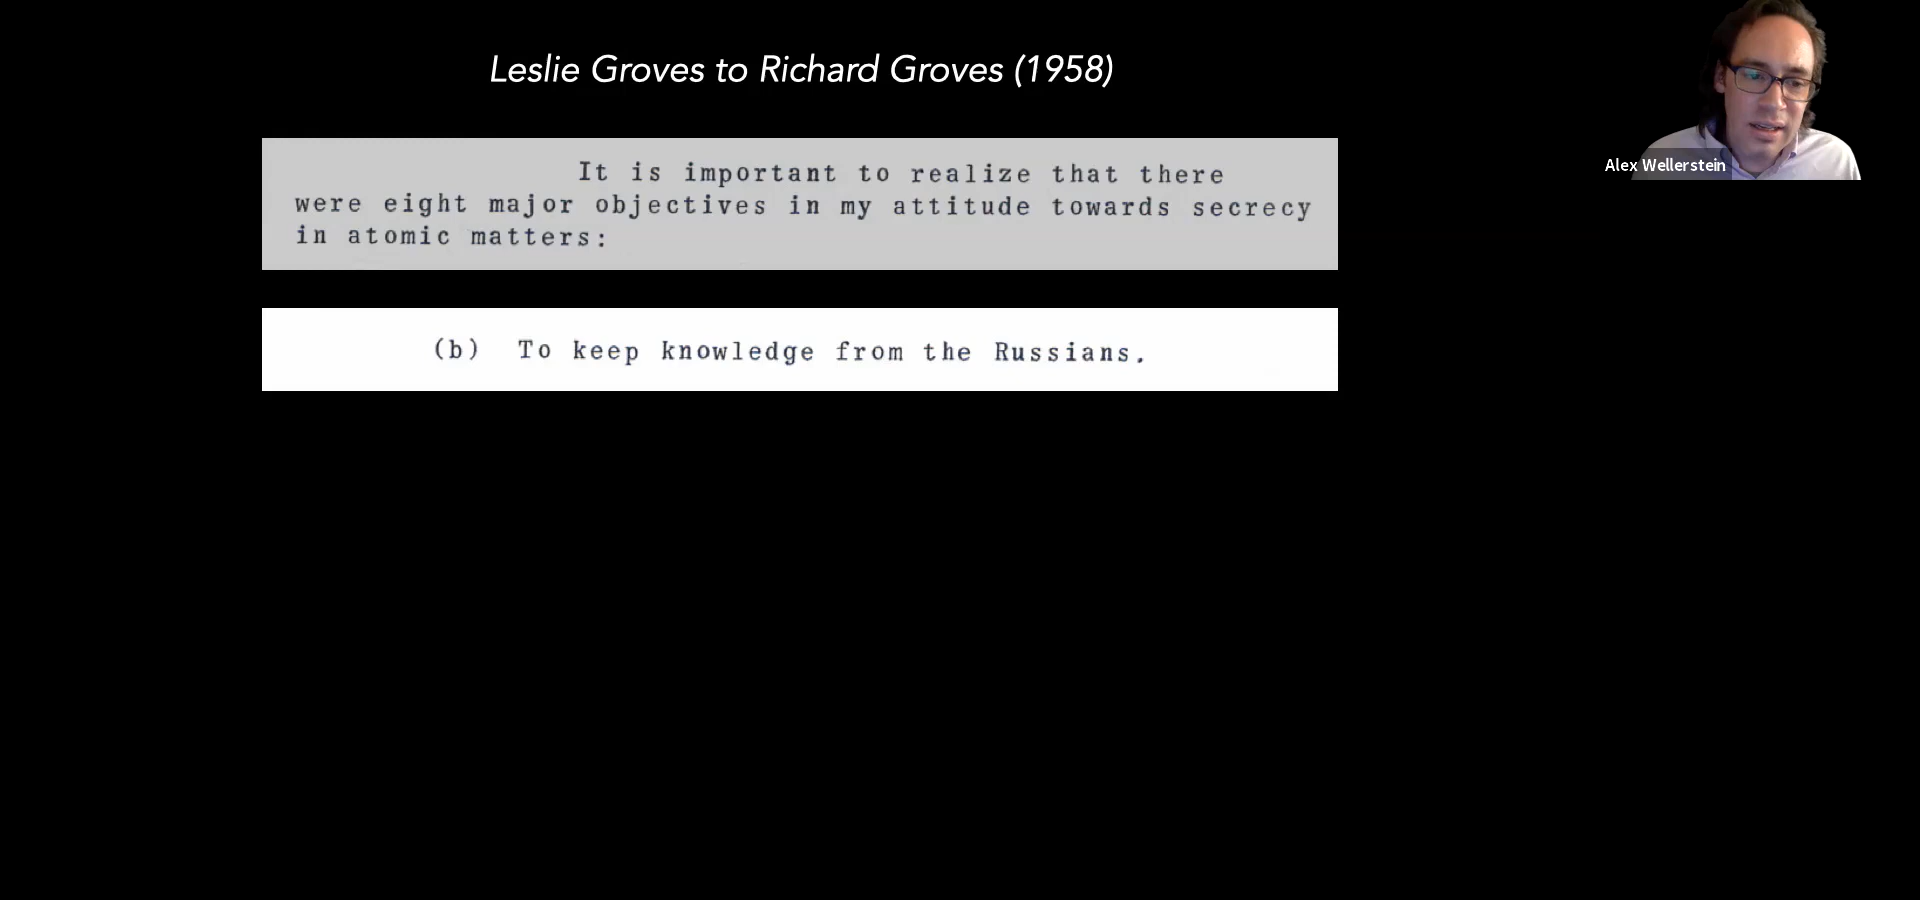 Leslie Groves to Richard Groves (1958)
It is important to realize that there
were eight major objectives in my attitude towards secrecy
in atomic matters:
(b) To keep knowledge from the Russians.
Alex Wellerstein